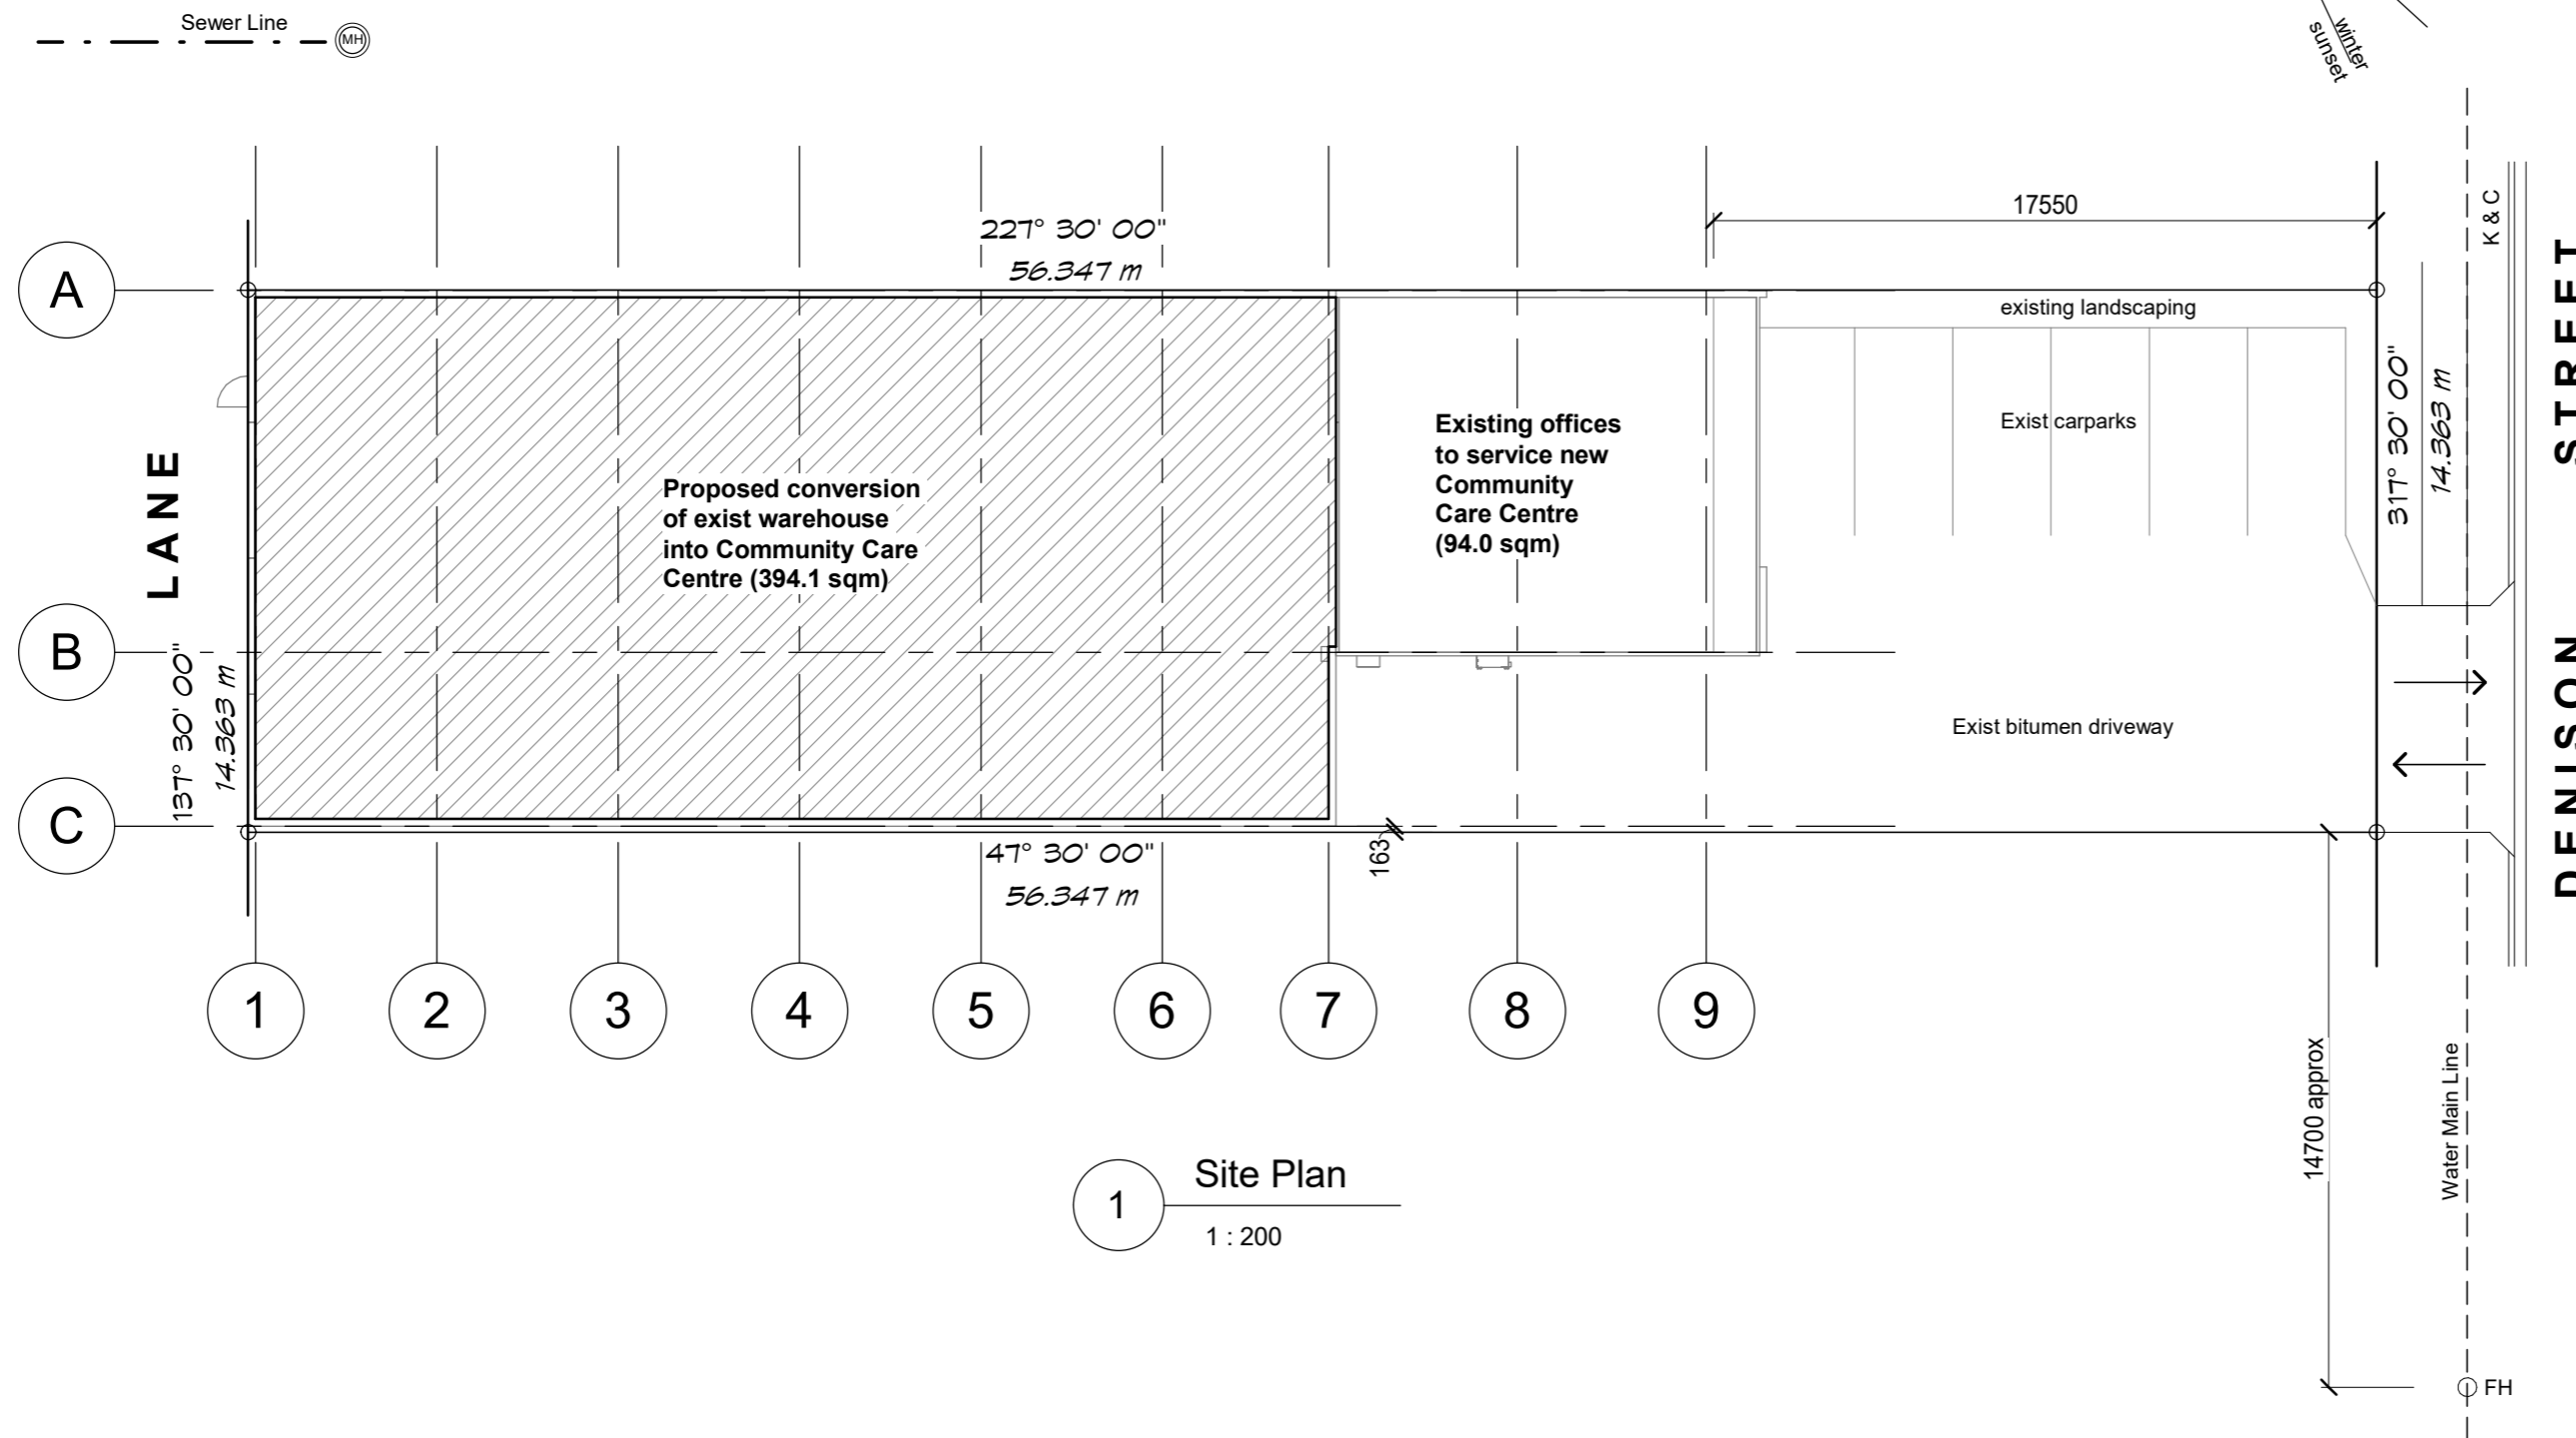 Sewer Line
MH
winter
sunset
227° 30' 00"
56.347 m
17550
K & C
A
existing landscaping
Exist carparks
317° 30' 00"
14.363 m
STREET
LANE
Proposed conversion
of exist warehouse
into Community Care
Centre (394.1 sqm)
Existing offices
to service new
Community
Care Centre
(94.0 sqm)
B
137° 30' 00"
14.363 m
Exist bitumen driveway
DENISON
C
47° 30' 00"
56.347 m
163
1
2
3
4
5
6
7
8
9
14700 approx
Water Main Line
1
Site Plan
1 : 200
FH